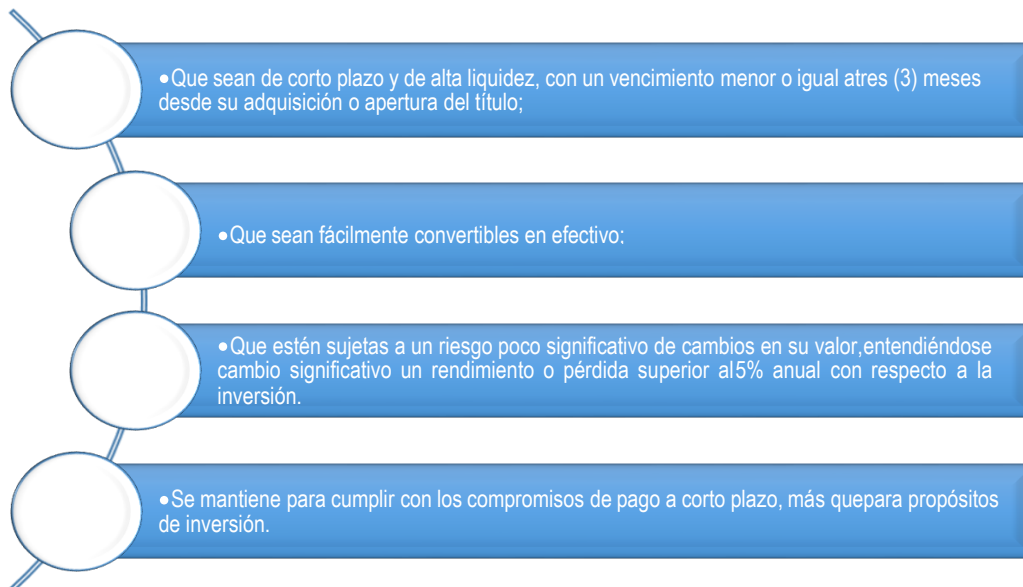 •Que sean de corto plazo y de alta liquidez, con un vencimiento menor o igual atres (3) meses
desde su adquisición o apertura del título;
•Que sean fácilmente convertibles en efectivo;
•Que estén sujetas a un riesgo poco significativo de cambios en su valor,entendiéndose
cambio significativo un rendimiento o pérdida superior al5% anual con respecto a la
inversión.
•Se mantiene para cumplir con los compromisos de pago a corto plazo, más quepara propósitos
de inversión.